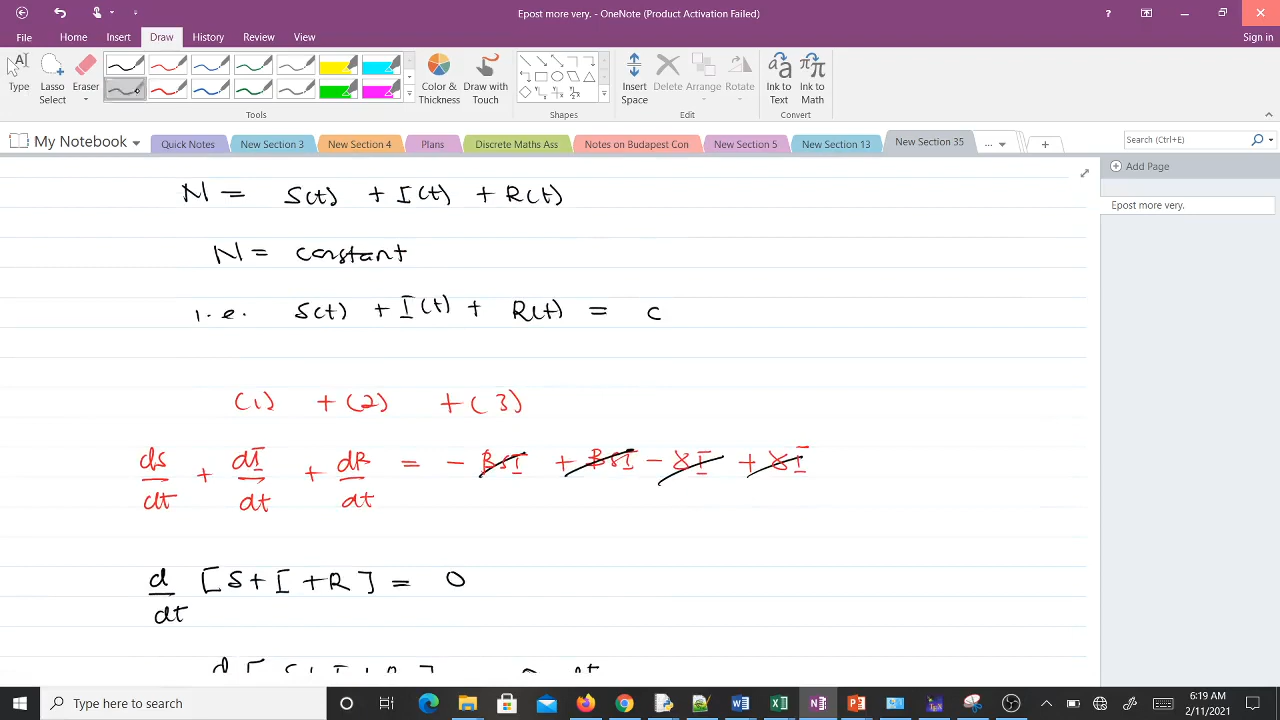 Epost more very. - OneNote (Product Activation Failed)
File Home Insert Draw History Review View Sign in
Type Lasso Select Eraser Color & Thickness Draw with Touch Insert Space Delete Arrange Rotate Ink to Text Ink to Math
Tools Shapes Edit Convert
My Notebook Quick Notes New Section 3 New Section 4 Plans Discrete Maths Ass Notes on Budapest Con New Section 5 New Section 13 New Section 35 ... Search (Ctrl+E)
Add Page
Epost more very.
N = S(t) + I(t) + R(t)
N = constant
i.e. S(t) + I(t) + R(t) = c
(1) + (2) + (3)
dS/dt + dI/dt + dR/dt = - βSI + βSI - γI + γI
d/dt [S + I + R] = 0
Type here to search
6:19 AM
2/11/2021